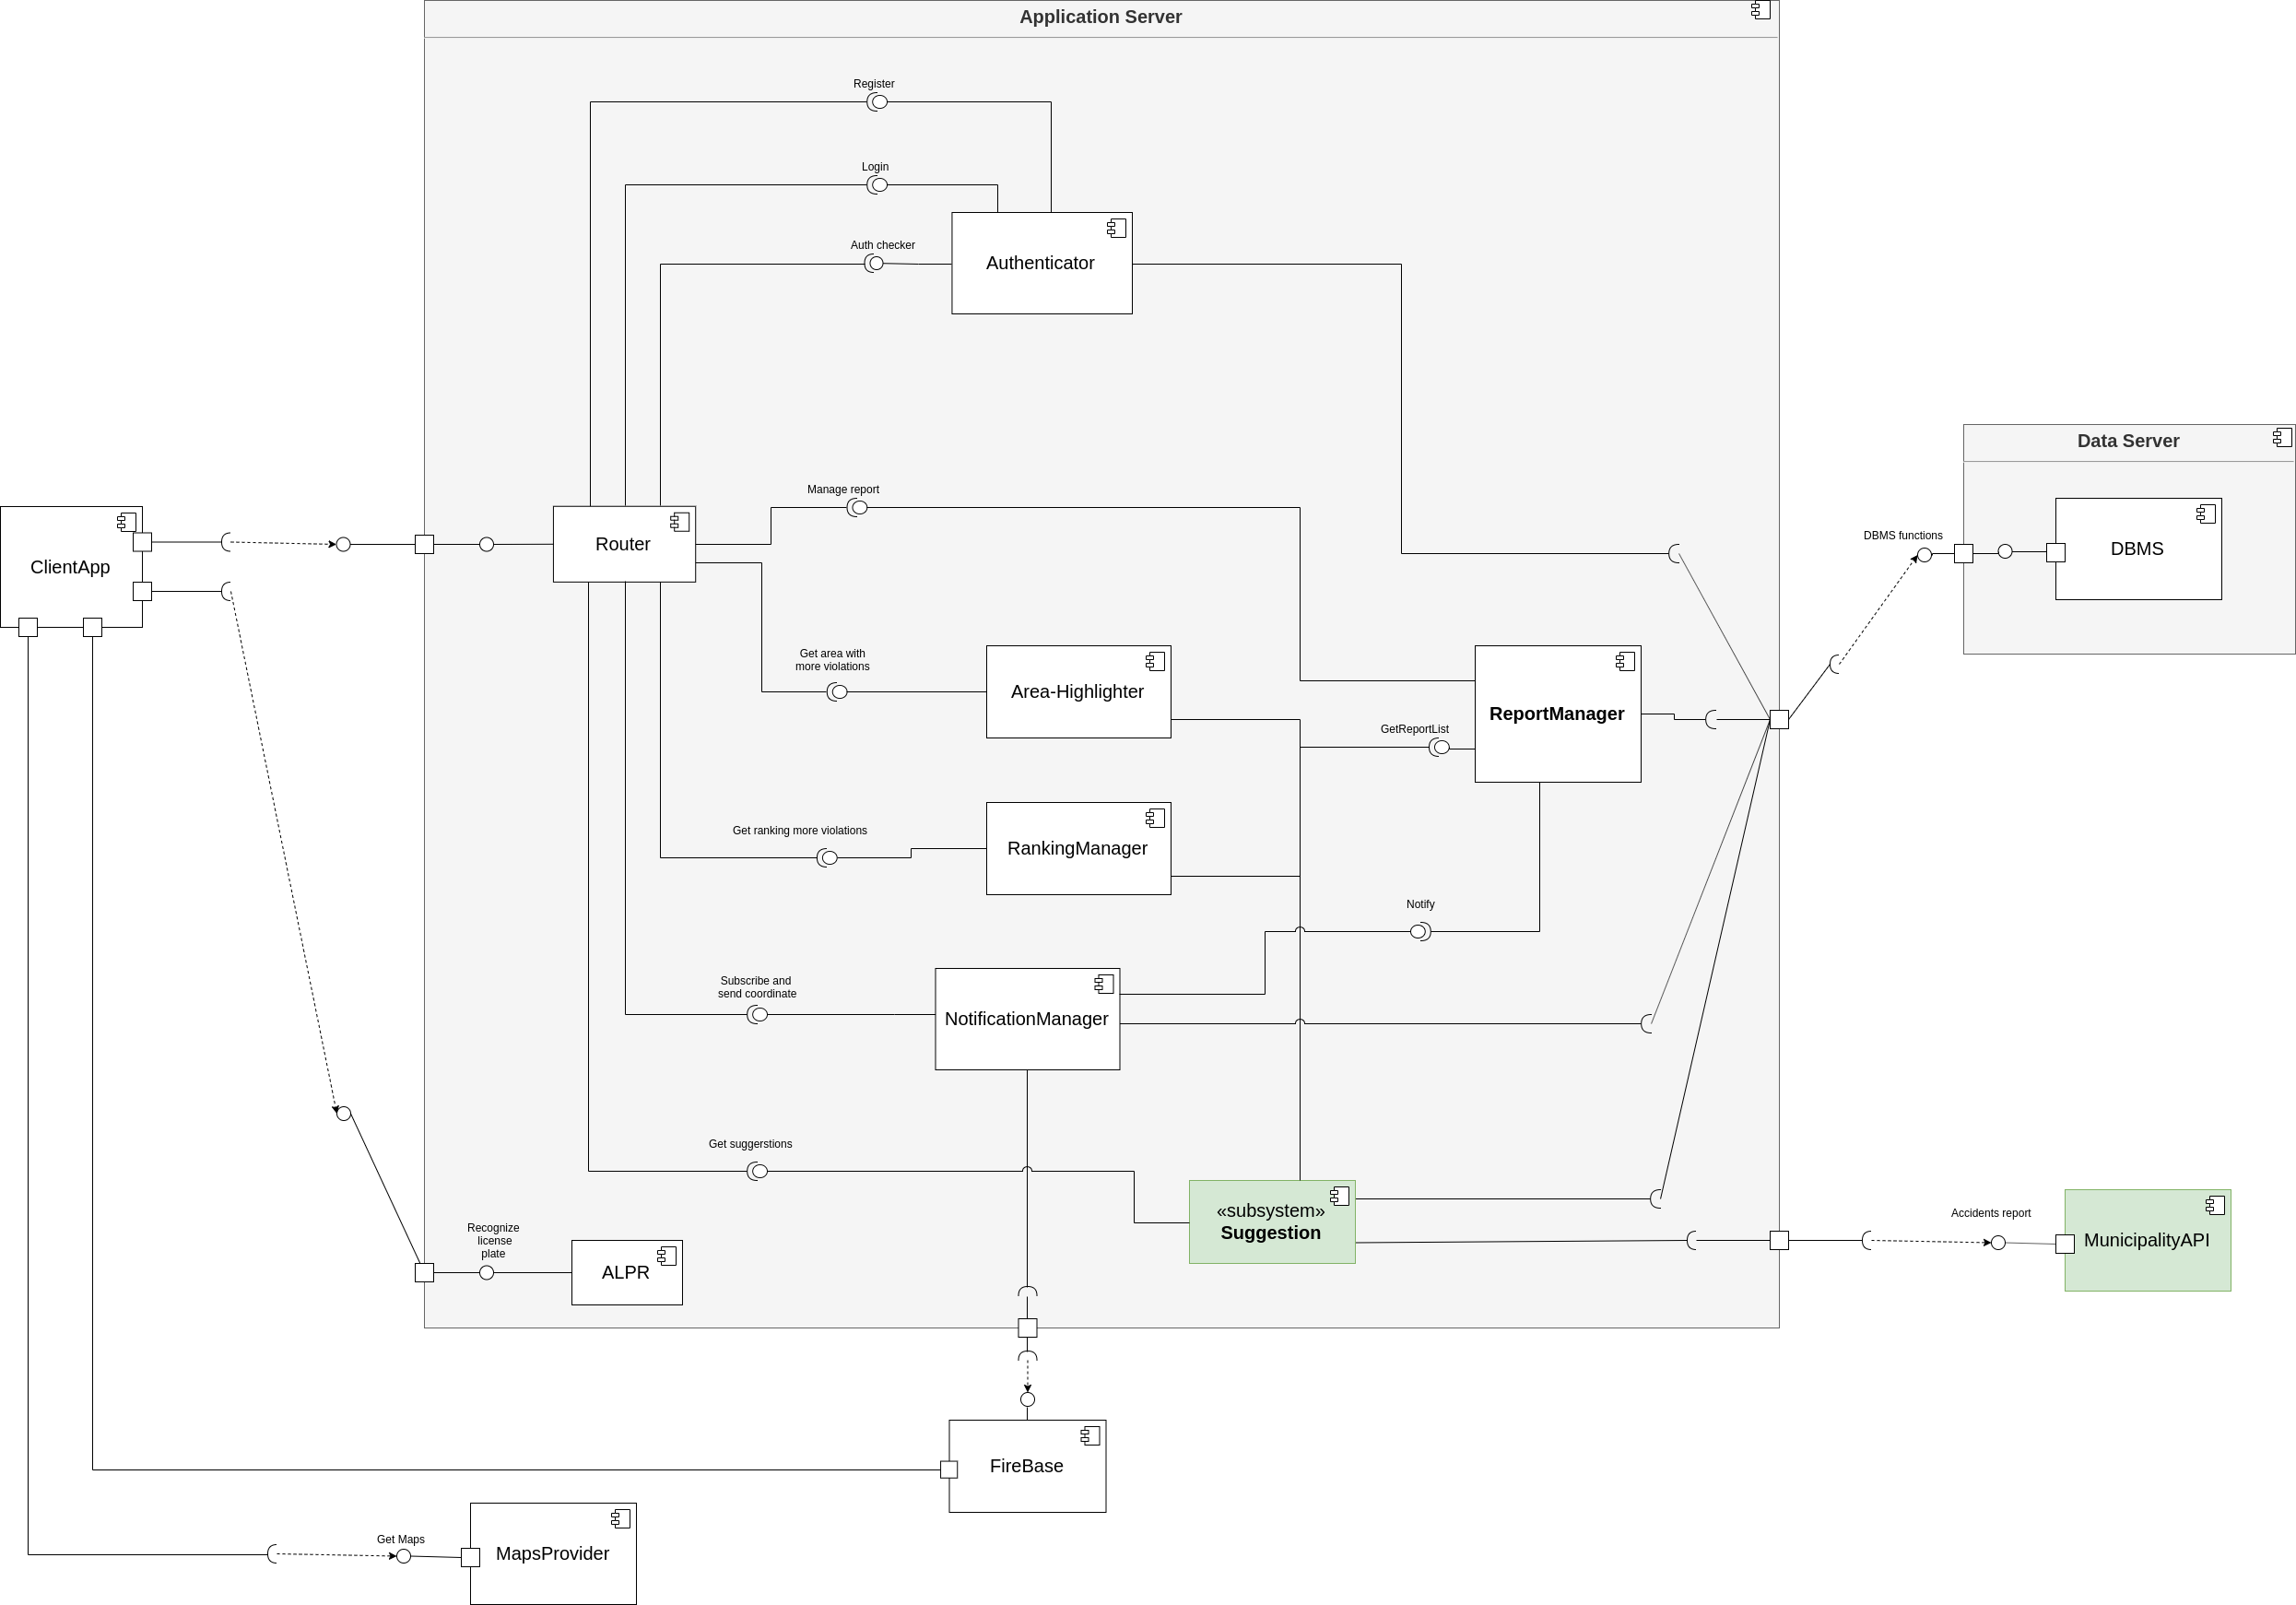 Application Server
Register
Login
Auth checker
Authenticator
Data Server
Manage report
ClientApp
Router
DBMS functions
DBMS
Get area with
more violations
Area-Highlighter
ReportManager
GetReportList
Get ranking more violations
RankingManager
Notify
Subscribe and
send coordinate
NotificationManager
Get suggerstions
«subsystem»
Suggestion
Accidents report
MunicipalityAPI
Recognize
license
plate
ALPR
FireBase
Get Maps
MapsProvider